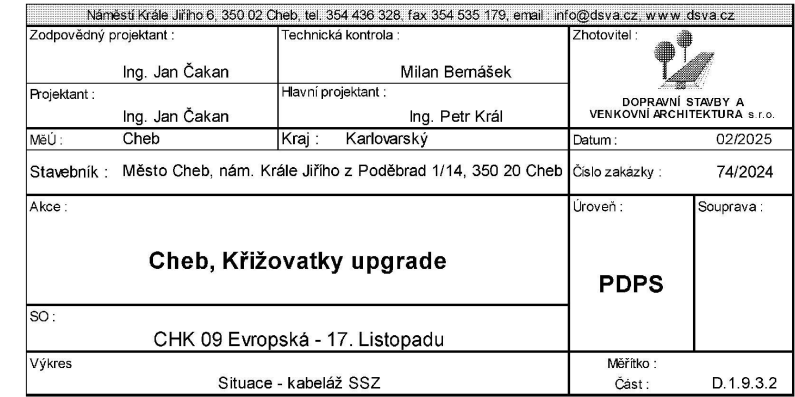 Náměstí Krále Jiřího 6, 350 02 Cheb, tel. 354 436 328, fax 354 535 179, email : info@dsva.cz, www.dsva.cz
Zodpovědný projektant :
Ing. Jan Čakan
Technická kontrola :
Milan Bernášek
Zhotovitel :
DOPRAVNÍ STAVBY A
VENKOVNÍ ARCHITEKTURA s.r.o.
Projektant :
Ing. Jan Čakan
Hlavní projektant :
Ing. Petr Král
MěÚ : Cheb
Kraj : Karlovarský
Datum : 02/2025
Stavebník : Město Cheb, nám. Krále Jiřího z Poděbrad 1/14, 350 20 Cheb
Číslo zakázky : 74/2024
Akce :
Cheb, Křižovatky upgrade
Úroveň :
PDPS
Souprava :
SO :
CHK 09 Evropská - 17. Listopadu
Výkres
Situace - kabeláž SSZ
Měřítko :
Část : D.1.9.3.2